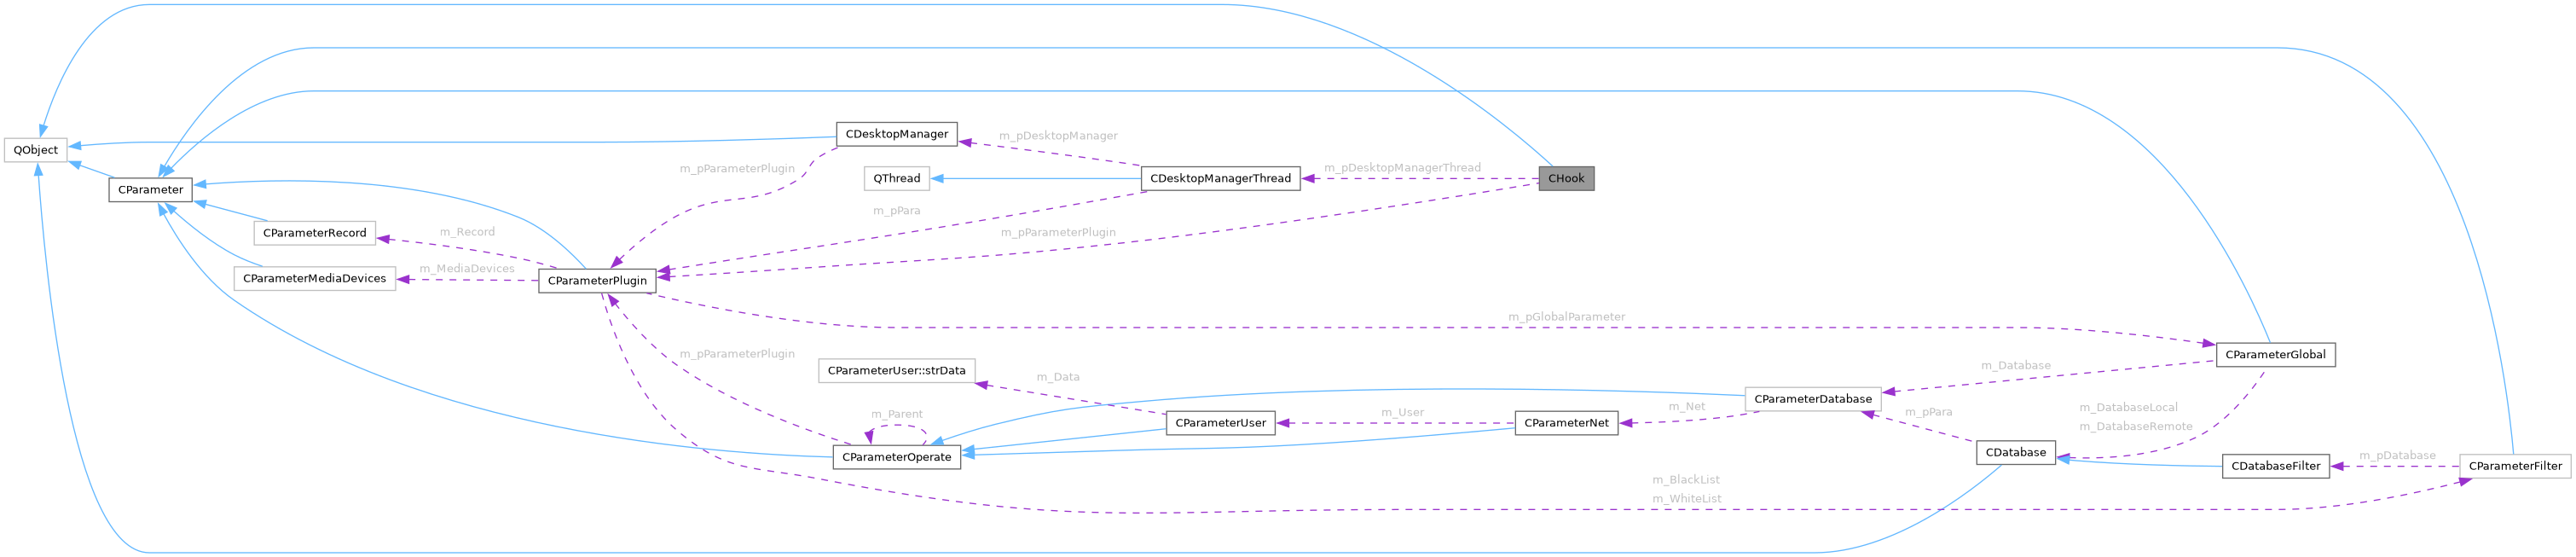 CDesktopManager
m_pDesktopManager
QObject
m_pParameterPlugin
m_pDesktopManagerThread
QThread
CDesktopManagerThread
CHook
CParameter
m_pPara
CParameterRecord
m_Record
m_pParameterPlugin
m_MediaDevices
CParameterMediaDevices
CParameterPlugin
m_pGlobalParameter
m_pParameterPlugin
CParameterGlobal
CParameterUser::strData
m_Data
m_Database
CParameterDatabase
m_Parent
m_User
m_Net
m_pPara
m_DatabaseLocal
m_DatabaseRemote
CParameterUser
CParameterNet
CParameterOperate
CDatabase
m_pDatabase
CDatabaseFilter
CParameterFilter
m_BlackList
m_WhiteList